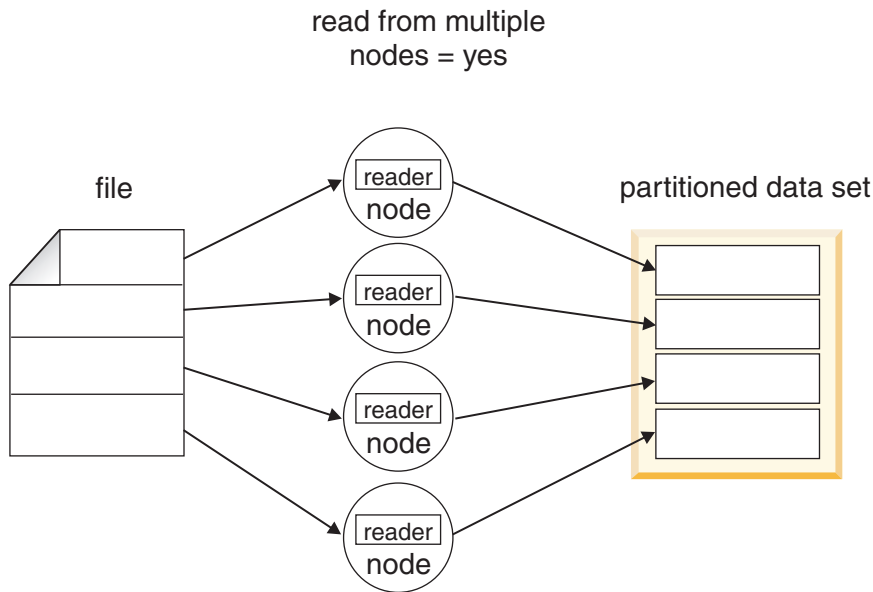 read from multiple
nodes = yes
file
partitioned data set
reader
node
reader
node
reader
node
reader
node